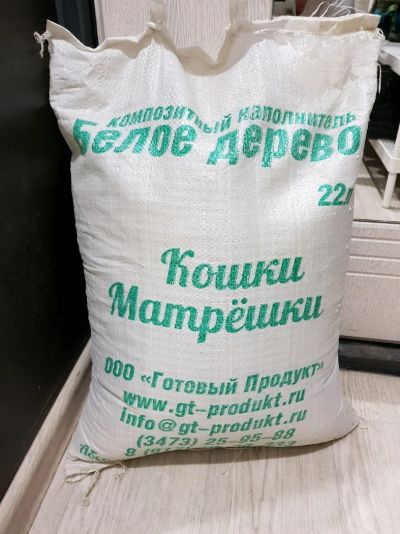 композитный наполнитель
Белое дерево
22л
Кошки
Матрёшки
ООО «Готовый Продукт»
www.gt-produkt.ru
info@gt-produkt.ru
(3473) 25-95-88
8